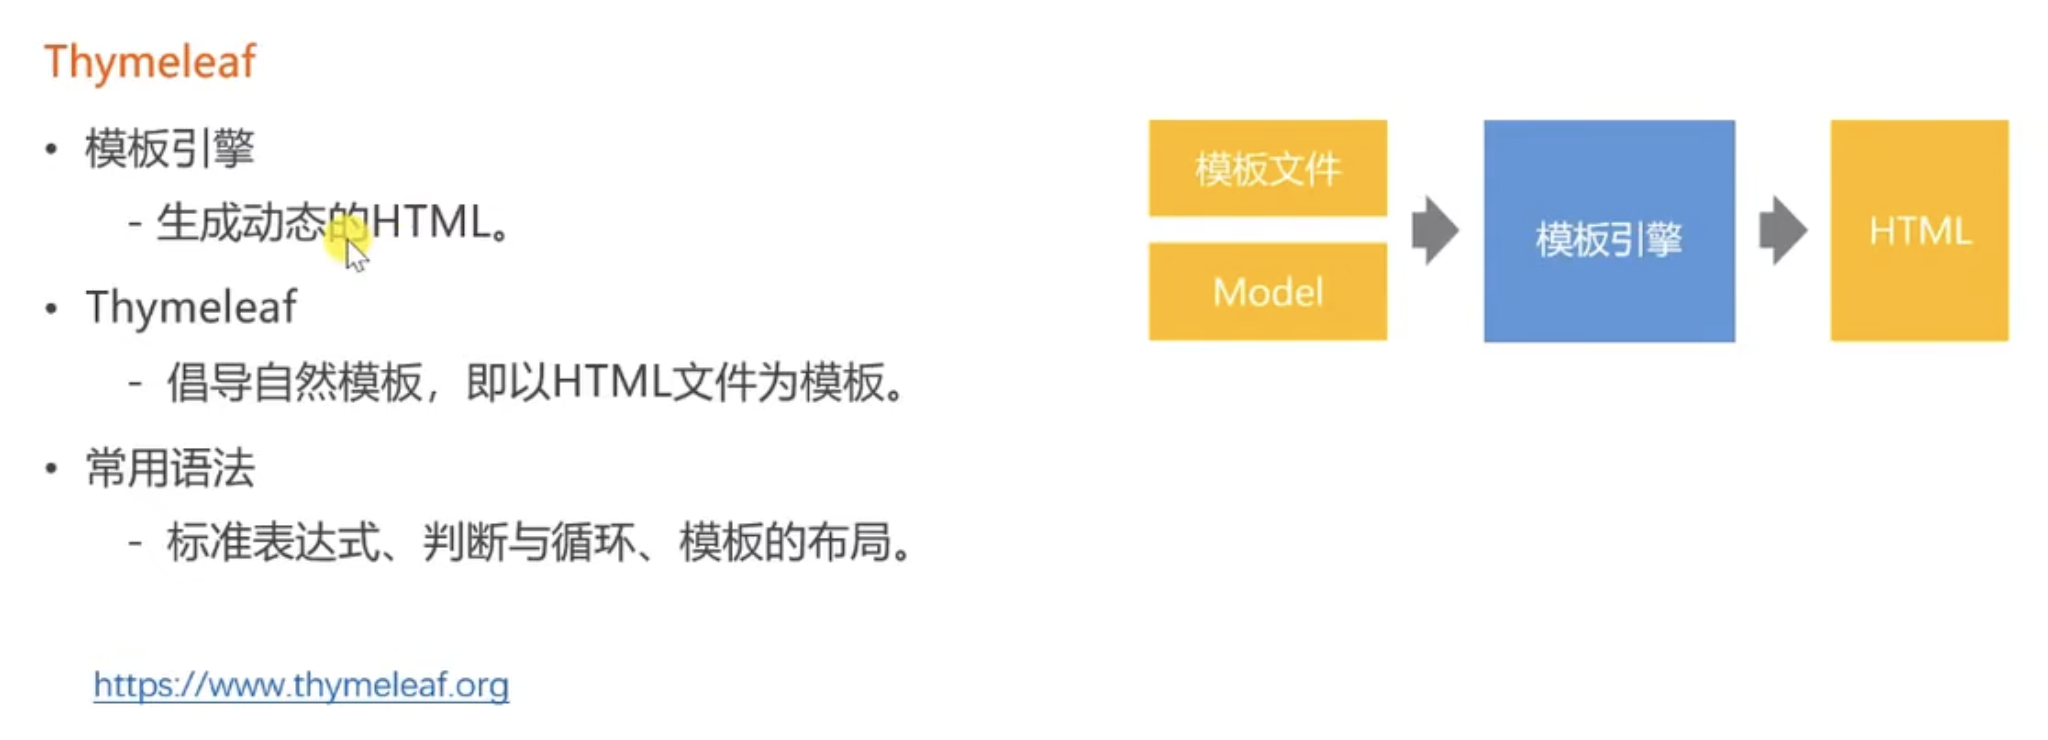 Thymeleaf
• 模板引擎
- 生成动态的HTML。
• Thymeleaf
- 倡导自然模板，即以HTML文件为模板。
• 常用语法
- 标准表达式、判断与循环、模板的布局。
https://www.thymeleaf.org
模板文件
Model
模板引擎
HTML